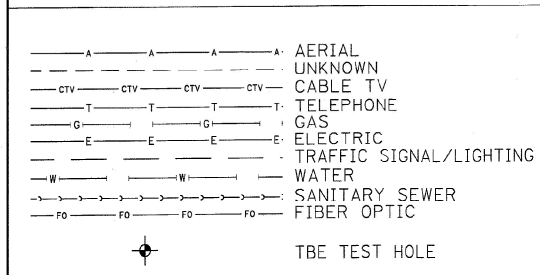 A A A A AERIAL
UNKNOWN
CTV CTV CTV CTV CABLE TV
T T T T TELEPHONE
G G GAS
E E E E ELECTRIC
TRAFFIC SIGNAL/LIGHTING
W W WATER
SANITARY SEWER
FO FO FO FO FIBER OPTIC
TBE TEST HOLE